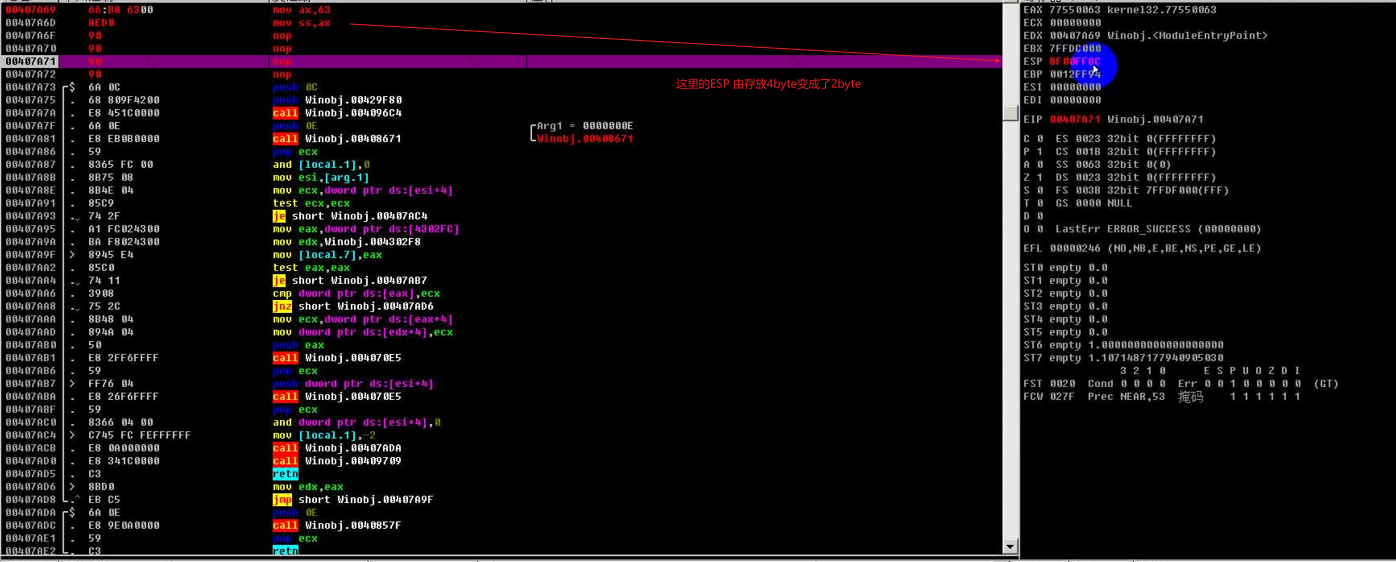 00407A69 66:B8 6300 mov ax,63
00407A6D 8ED0 mov ss,ax
00407A6F 90 nop
00407A70 90 nop
00407A71 90 nop
00407A72 90 nop
00407A73 $ 6A 0C push 0C
00407A75 . 68 809F4200 push Winobj.00429F80
00407A7A . E8 451C0000 call Winobj.004096C4
00407A7F . 6A 0E push 0E Arg1 = 0000000E
00407A81 . E8 EB0B0000 call Winobj.00408671 Winobj.00408671
00407A86 . 59 pop ecx
00407A87 . 8365 FC 00 and [local.1],0
00407A8B . 8B75 08 mov esi,[arg.1]
00407A8E . 8B4E 04 mov ecx,dword ptr ds:[esi+4]
00407A91 . 85C9 test ecx,ecx
00407A93 . 74 2F je short Winobj.00407AC4
00407A95 . A1 FC024300 mov eax,dword ptr ds:[4302FC]
00407A9A . BA F8024300 mov edx,Winobj.004302F8
00407A9F > 8945 E4 mov [local.7],eax
00407AA2 . 85C0 test eax,eax
00407AA4 . 74 11 je short Winobj.00407AB7
00407AA6 . 3908 cmp dword ptr ds:[eax],ecx
00407AA8 . 75 2C jnz short Winobj.00407AD6
00407AAA . 8B48 04 mov ecx,dword ptr ds:[eax+4]
00407AAD . 894A 04 mov dword ptr ds:[edx+4],ecx
00407AB0 . 50 push eax
00407AB1 . E8 2FF6FFFF call Winobj.004070E5
00407AB6 . 59 pop ecx
00407AB7 > FF76 04 push dword ptr ds:[esi+4]
00407ABA . E8 26F6FFFF call Winobj.004070E5
00407ABF . 59 pop ecx
00407AC0 . 8366 04 00 and dword ptr ds:[esi+4],0
00407AC4 > C745 FC FEFFFFFF mov [local.1],-2
00407ACB . E8 0A000000 call Winobj.00407ADA
00407AD0 . E8 341C0000 call Winobj.00409709
00407AD5 . C3 retn
00407AD6 > 8BD0 mov edx,eax
00407AD8 .^ EB C5 jmp short Winobj.00407A9F
00407ADA $ 6A 0E push 0E
00407ADC . E8 9E0A0000 call Winobj.0040857F
00407AE1 . 59 pop ecx
00407AE2 . C3 retn
这里的ESP 由存放4byte变成了2byte
EAX 77550063 kernel32.77550063
ECX 00000000
EDX 00407A69 Winobj.<ModuleEntryPoint>
EBX 7FFDC000
ESP 8F00FF8C
EBP 0012FF94
ESI 00000000
EDI 00000000
EIP 00407A71 Winobj.00407A71
C 0 ES 0023 32bit 0(FFFFFFFF)
P 1 CS 001B 32bit 0(FFFFFFFF)
A 0 SS 0063 32bit 0(0)
Z 1 DS 0023 32bit 0(FFFFFFFF)
S 0 FS 003B 32bit 7FFDF000(FFF)
T 0 GS 0000 NULL
D 0
O 0 LastErr ERROR_SUCCESS (00000000)
EFL 00000246 (NO,NB,E,BE,NS,PE,GE,LE)
ST0 empty 0.0
ST1 empty 0.0
ST2 empty 0.0
ST3 empty 0.0
ST4 empty 0.0
ST5 empty 0.0
ST6 empty 1.0000000000000000000
ST7 empty 1.1071487177940905030
3 2 1 0 E S P U O Z D I
FST 0020 Cond 0 0 0 0 Err 0 0 1 0 0 0 0 0 (GT)
FCW 027F Prec NEAR,53 掩码 1 1 1 1 1 1